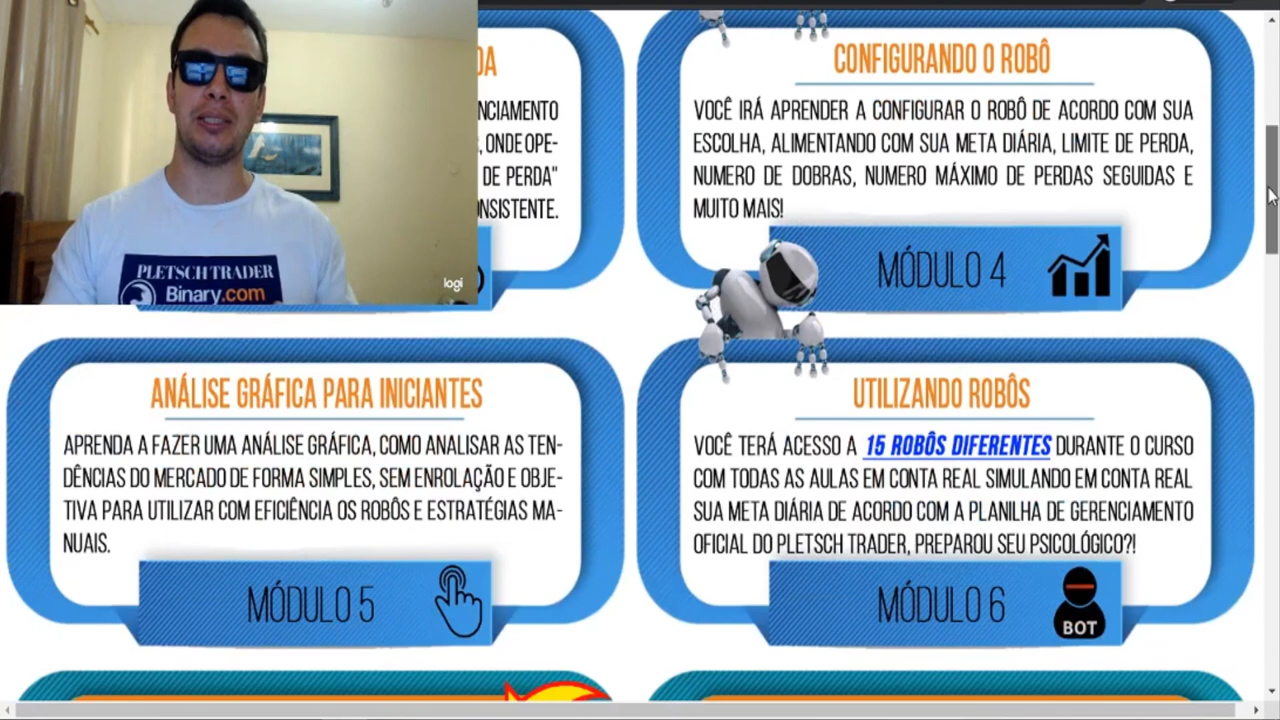 DA
NCIAMENTO
, ONDE OPE-
DE PERDA"
NSISTENTE.
PLETSCH TRADER
Binary.com
logi
CONFIGURANDO O ROBÔ
VOCÊ IRÁ APRENDER A CONFIGURAR O ROBÔ DE ACORDO COM SUA
ESCOLHA, ALIMENTANDO COM SUA META DIÁRIA, LIMITE DE PERDA,
NUMERO DE DOBRAS, NUMERO MÁXIMO DE PERDAS SEGUIDAS E
MUITO MAIS!
MÓDULO 4
ANÁLISE GRÁFICA PARA INICIANTES
APRENDA A FAZER UMA ANÁLISE GRÁFICA, COMO ANALISAR AS TEN-
DÊNCIAS DO MERCADO DE FORMA SIMPLES, SEM ENROLAÇÃO E OBJE-
TIVA PARA UTILIZAR COM EFICIÊNCIA OS ROBÔS E ESTRATÉGIAS MA-
NUAIS.
MÓDULO 5
UTILIZANDO ROBÔS
VOCÊ TERÁ ACESSO A 15 ROBÔS DIFERENTES DURANTE O CURSO
COM TODAS AS AULAS EM CONTA REAL SIMULANDO EM CONTA REAL
SUA META DIÁRIA DE ACORDO COM A PLANILHA DE GERENCIAMENTO
OFICIAL DO PLETSCH TRADER, PREPAROU SEU PSICOLÓGICO?!
MÓDULO 6
BOT